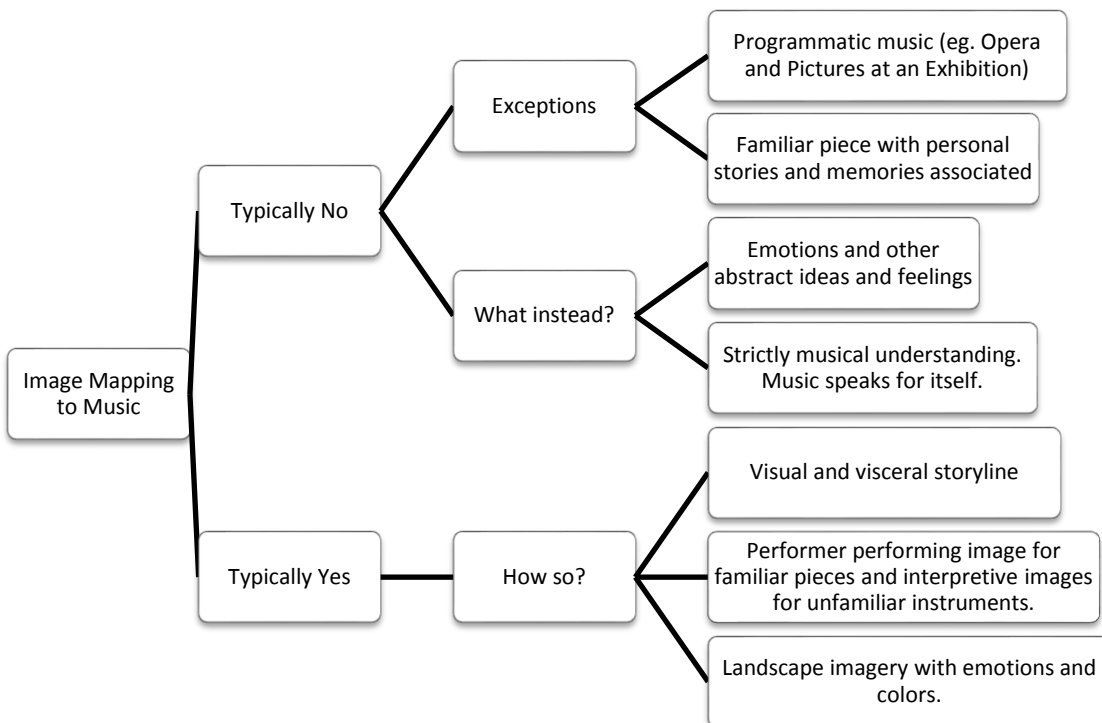 Programmatic music (eg. Opera
and Pictures at an Exhibition)
Exceptions
Familiar piece with personal
stories and memories associated
Typically No
Emotions and other
abstract ideas and feelings
What instead?
Strictly musical understanding.
Music speaks for itself.
Image Mapping
to Music
Visual and visceral storyline
Typically Yes
How so?
Performer performing image for
familiar pieces and interpretive images
for unfamiliar instruments.
Landscape imagery with emotions and
colors.